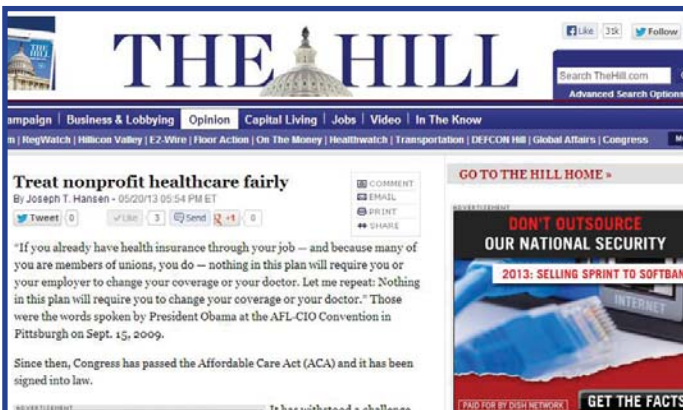 THE HILL
Like 31k Follow
Search TheHill.com
Advanced Search Options
ampaign | Business & Lobbying | Opinion | Capital Living | Jobs | Video | In The Know
m | RegWatch | Hillicon Valley | E2-Wire | Floor Action | On The Money | Healthwatch | Transportation | DEFCON Hill | Global Affairs | Congress
Treat nonprofit healthcare fairly
By Joseph T. Hansen - 05/20/13 05:54 PM ET
Tweet 0 Like 3 Send +1 0
COMMENT
EMAIL
PRINT
SHARE
"If you already have health insurance through your job — and because many of
you are members of unions, you do — nothing in this plan will require you or
your employer to change your coverage or your doctor. Let me repeat: Nothing
in this plan will require you to change your coverage or your doctor." Those
were the words spoken by President Obama at the AFL-CIO Convention in
Pittsburgh on Sept. 15, 2009.
Since then, Congress has passed the Affordable Care Act (ACA) and it has been
signed into law.
ADVERTISEMENT
It has withstood a challenge
GO TO THE HILL HOME »
ADVERTISEMENT
DON'T OUTSOURCE
OUR NATIONAL SECURITY
2013: SELLING SPRINT TO SOFTBAN
INTERNET
PAID FOR BY DISH NETWORK
GET THE FACTS